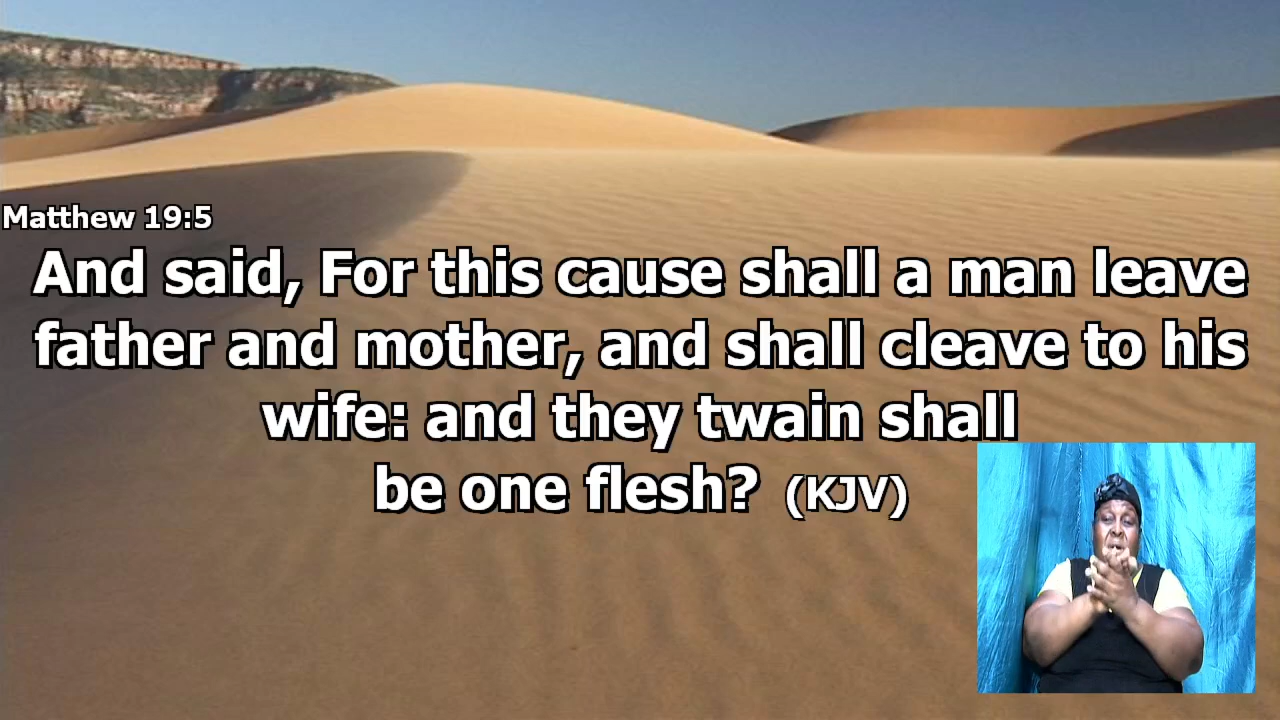 Matthew 19:5
And said, For this cause shall a man leave
father and mother, and shall cleave to his
wife: and they twain shall
be one flesh? (KJV)